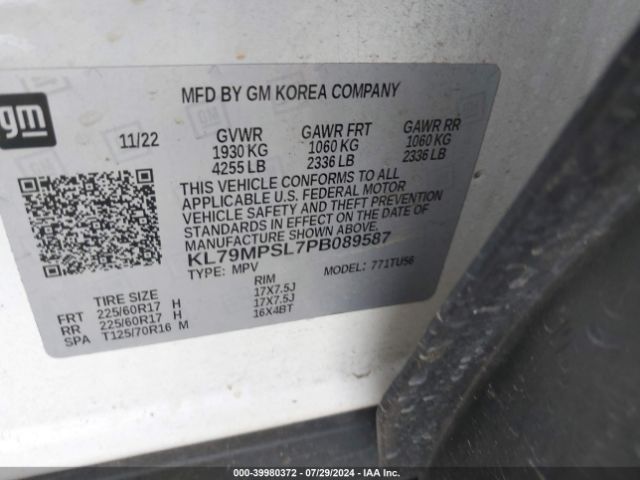 gm
MFD BY GM KOREA COMPANY
11/22 GVWR GAWR FRT GAWR RR
1930 KG 1060 KG 1060 KG
4255 LB 2336 LB 2336 LB
THIS VEHICLE CONFORMS TO ALL
APPLICABLE U.S. FEDERAL MOTOR
VEHICLE SAFETY AND THEFT PREVENTION
STANDARDS IN EFFECT ON THE DATE OF
MANUFACTURE SHOWN ABOVE.
KL79MPSL7PB089587
TYPE: MPV MODEL: 771TU56
TIRE SIZE RIM
FRT 225/60R17 H 17X7.5J
RR 225/60R17 H 17X7.5J
SPA T125/70R16 M 16X4BT
000-39980372 / 07/29/2024 / IAA Inc.